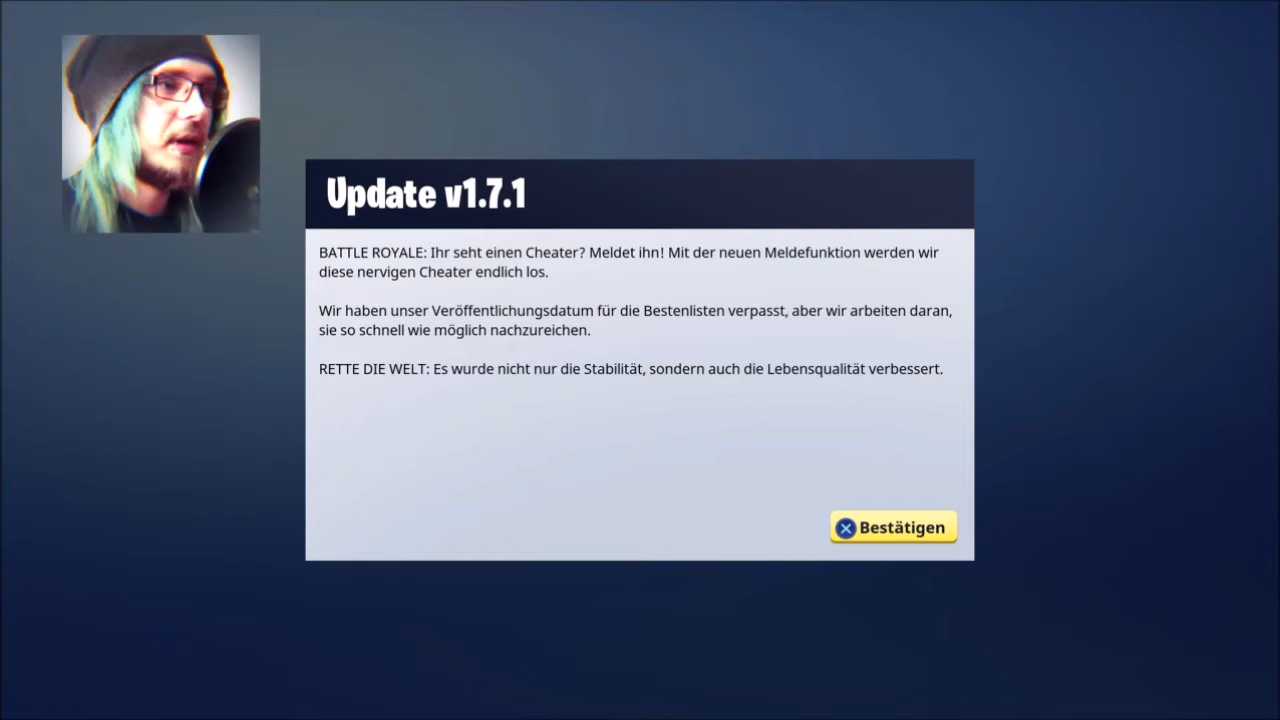 Update v1.7.1
BATTLE ROYALE: Ihr seht einen Cheater? Meldet ihn! Mit der neuen Meldefunktion werden wir
diese nervigen Cheater endlich los.
Wir haben unser Veröffentlichungsdatum für die Bestenlisten verpasst, aber wir arbeiten daran,
sie so schnell wie möglich nachzureichen.
RETTE DIE WELT: Es wurde nicht nur die Stabilität, sondern auch die Lebensqualität verbessert.
Bestätigen